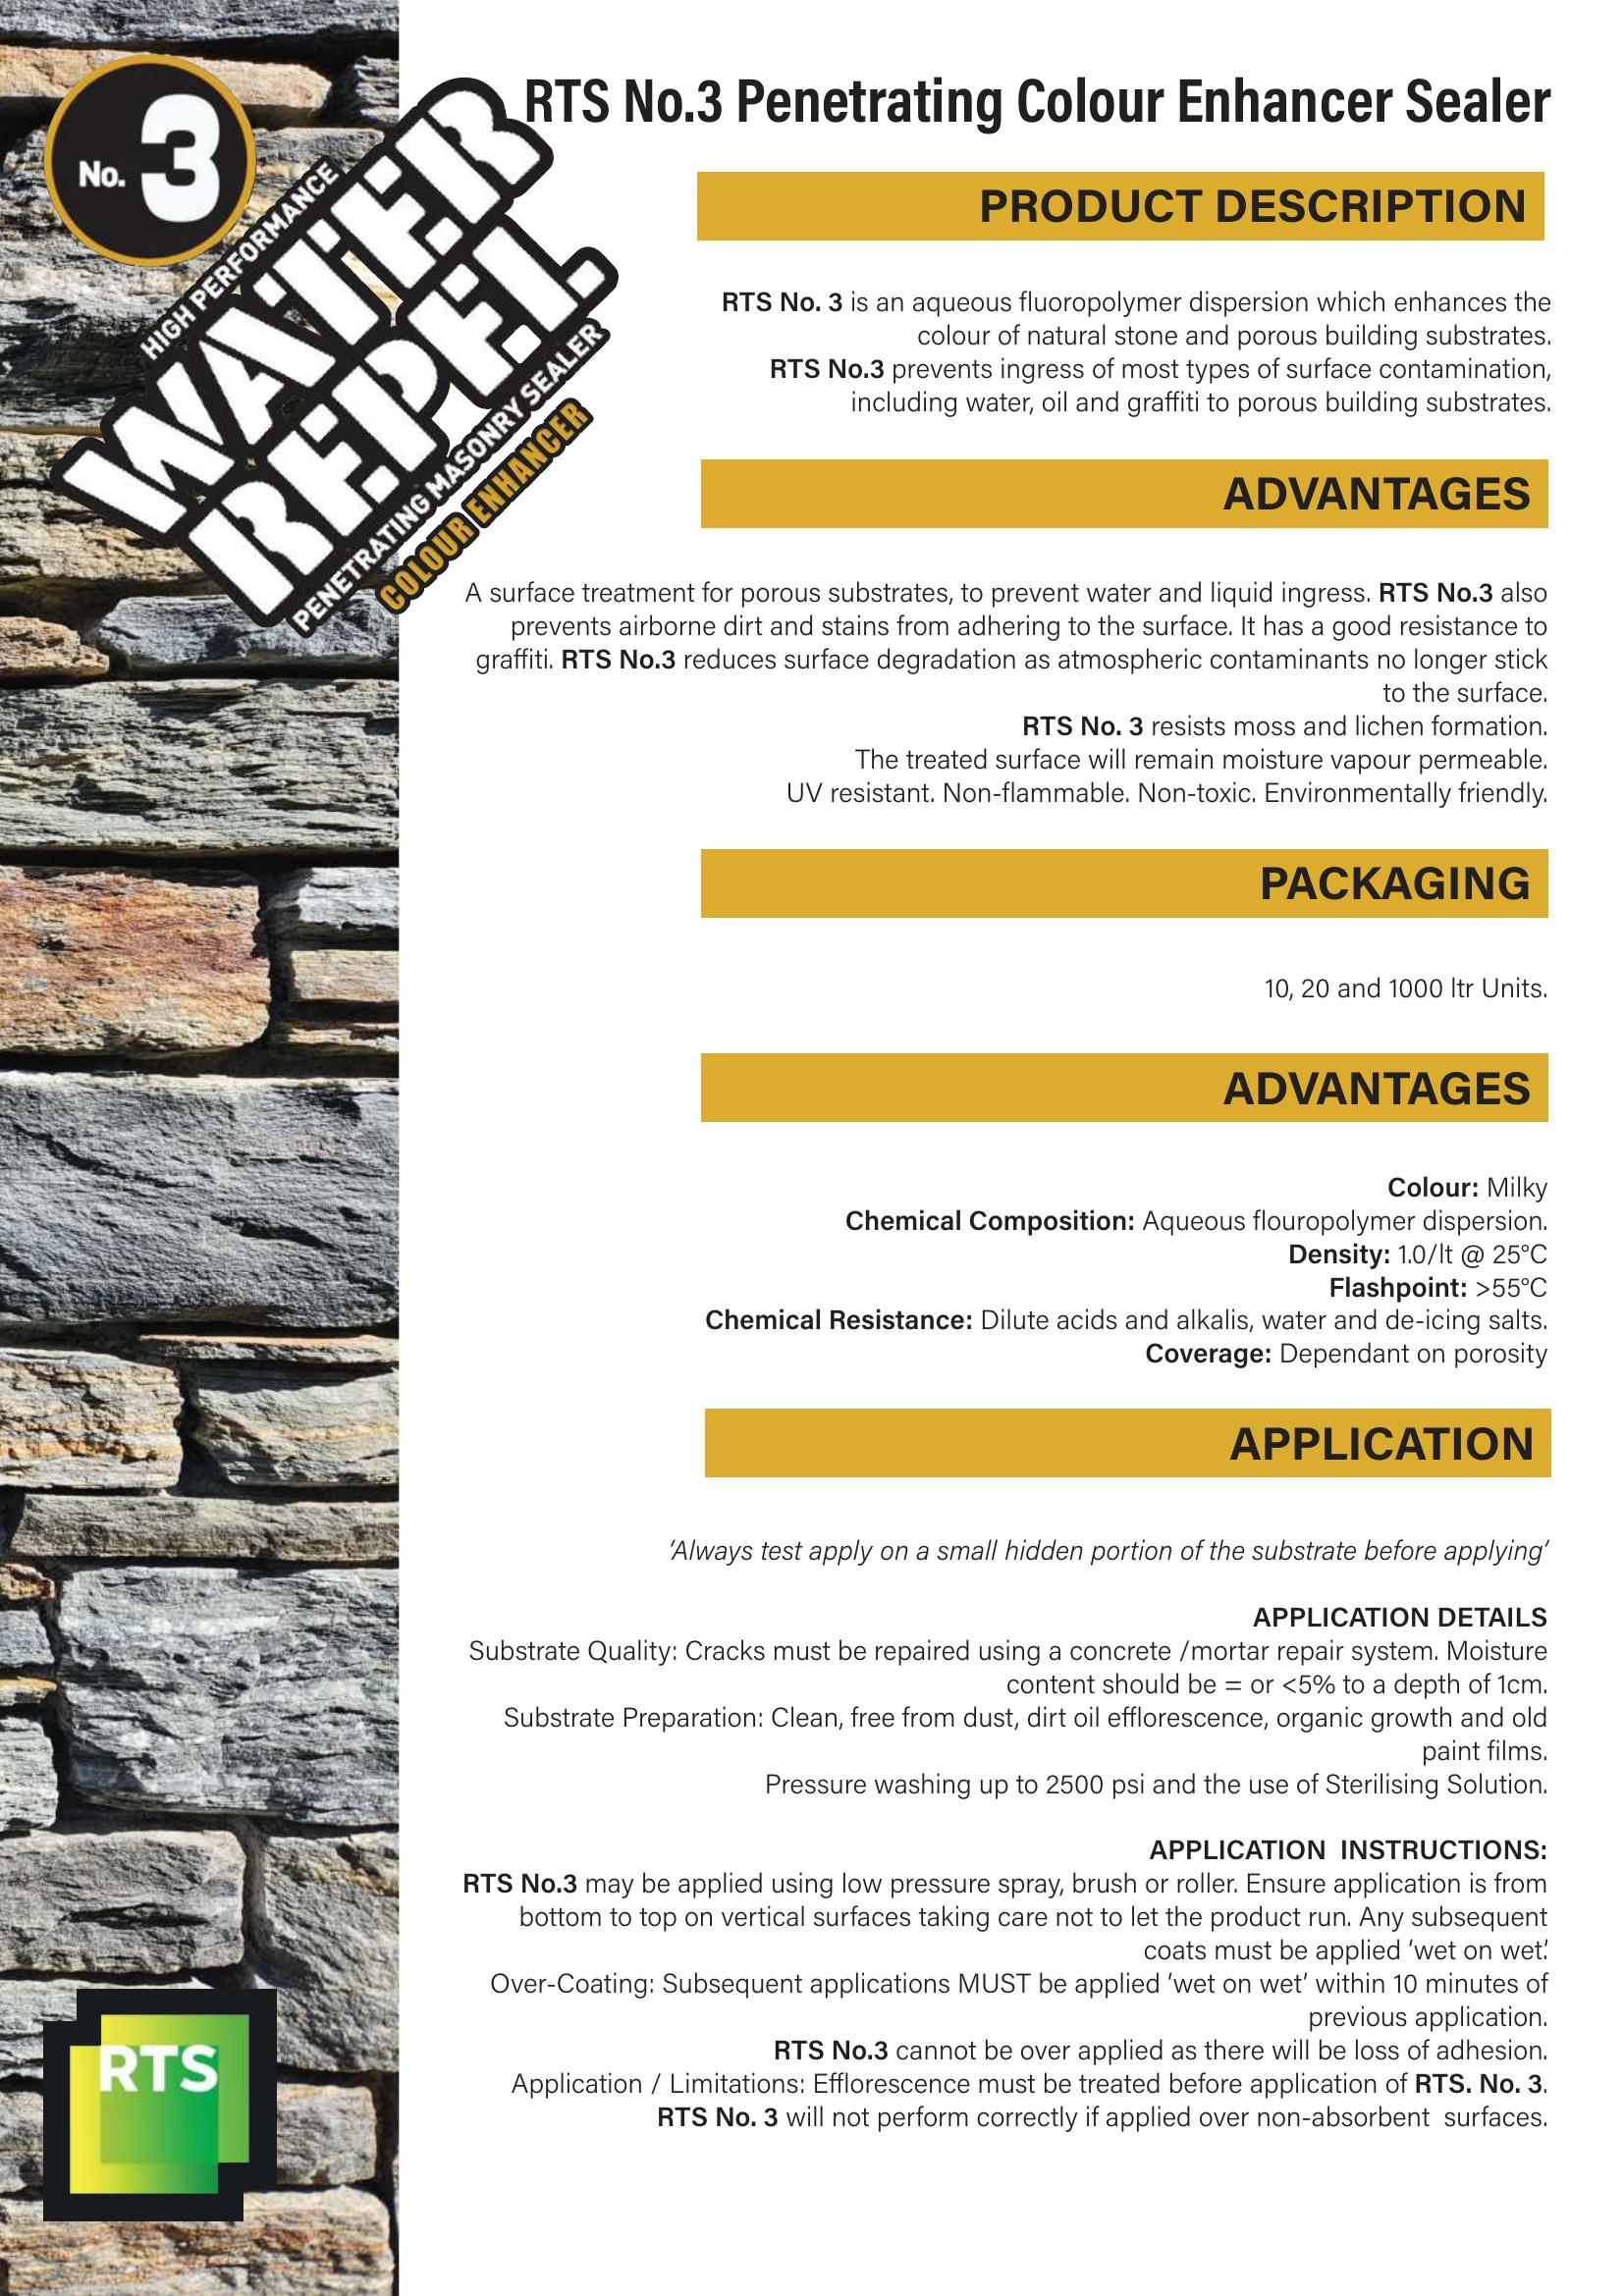 No. 3
HIGH PERFORMANCE
WATER
REPEL
PENETRATING MASONRY SEALER
COLOUR ENHANCER
RTS No.3 Penetrating Colour Enhancer Sealer
PRODUCT DESCRIPTION
RTS No. 3 is an aqueous fluoropolymer dispersion which enhances the
colour of natural stone and porous building substrates.
RTS No.3 prevents ingress of most types of surface contamination,
including water, oil and graffiti to porous building substrates.
ADVANTAGES
A surface treatment for porous substrates, to prevent water and liquid ingress. RTS No.3 also
prevents airborne dirt and stains from adhering to the surface. It has a good resistance to
graffiti. RTS No.3 reduces surface degradation as atmospheric contaminants no longer stick
to the surface.
RTS No. 3 resists moss and lichen formation.
The treated surface will remain moisture vapour permeable.
UV resistant. Non-flammable. Non-toxic. Environmentally friendly.
PACKAGING
10, 20 and 1000 ltr Units.
ADVANTAGES
Colour: Milky
Chemical Composition: Aqueous flouropolymer dispersion.
Density: 1.0/lt @ 25°C
Flashpoint: >55°C
Chemical Resistance: Dilute acids and alkalis, water and de-icing salts.
Coverage: Dependant on porosity
APPLICATION
'Always test apply on a small hidden portion of the substrate before applying'
APPLICATION DETAILS
Substrate Quality: Cracks must be repaired using a concrete /mortar repair system. Moisture
content should be = or <5% to a depth of 1cm.
Substrate Preparation: Clean, free from dust, dirt oil efflorescence, organic growth and old
paint films.
Pressure washing up to 2500 psi and the use of Sterilising Solution.
APPLICATION  INSTRUCTIONS:
RTS No.3 may be applied using low pressure spray, brush or roller. Ensure application is from
bottom to top on vertical surfaces taking care not to let the product run. Any subsequent
coats must be applied 'wet on wet'.
Over-Coating: Subsequent applications MUST be applied 'wet on wet' within 10 minutes of
previous application.
RTS No.3 cannot be over applied as there will be loss of adhesion.
Application / Limitations: Efflorescence must be treated before application of RTS. No. 3.
RTS No. 3 will not perform correctly if applied over non-absorbent  surfaces.
RTS